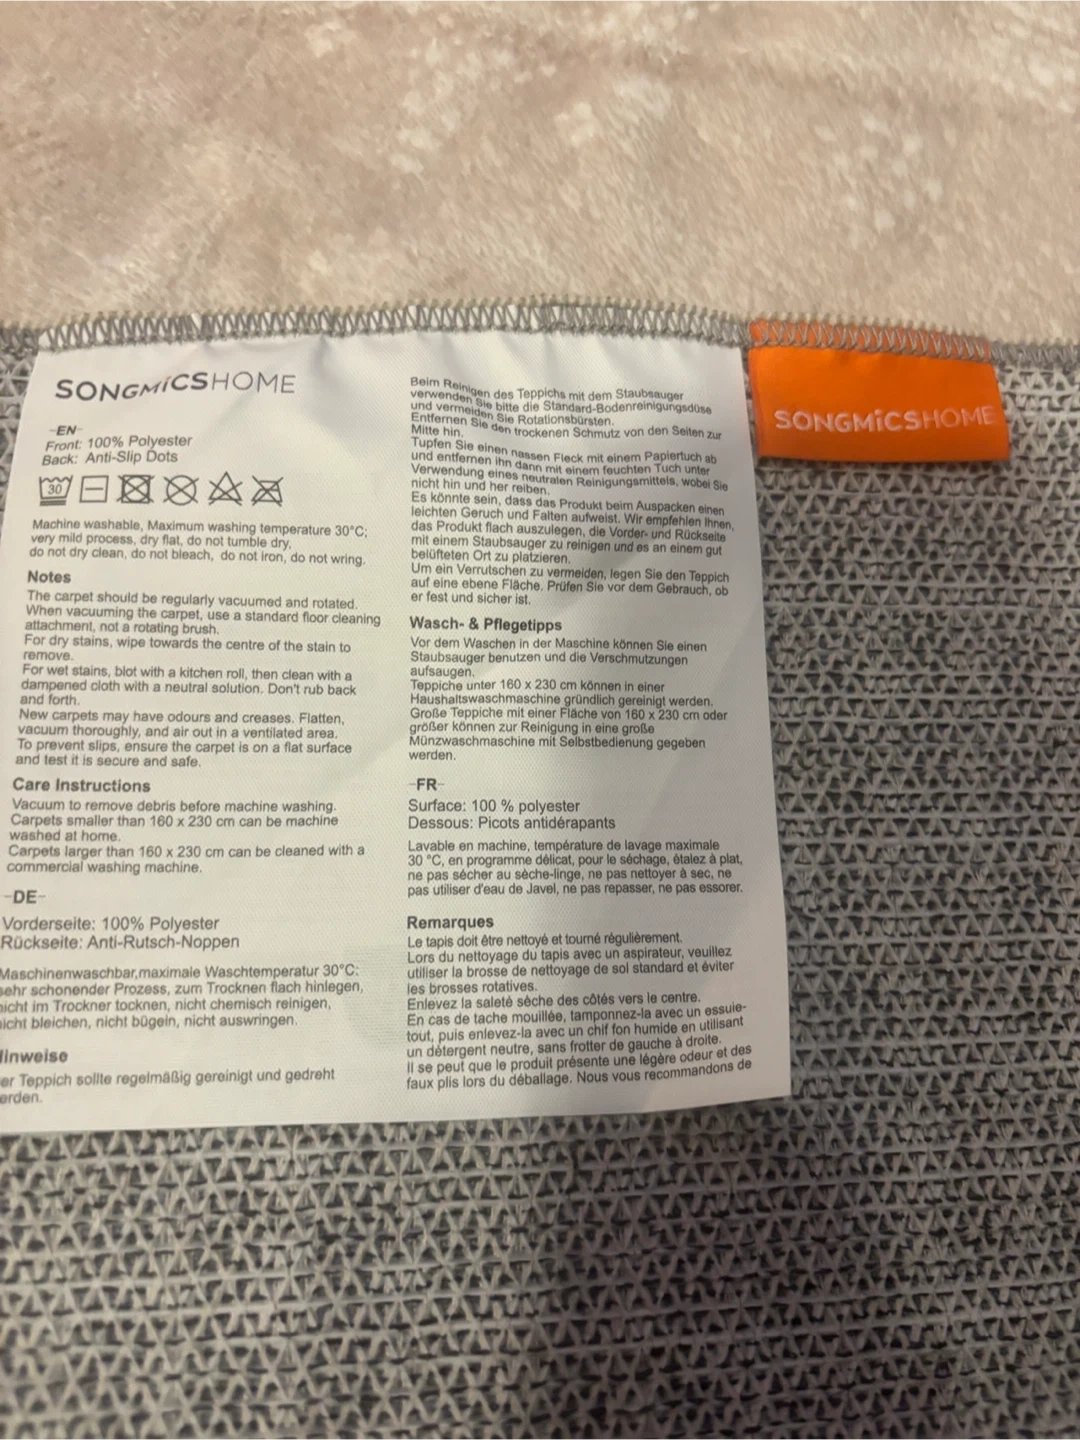 SONGMICSHOME
-EN-
Front: 100% Polyester
Back: Anti-Slip Dots
30
Machine washable, Maximum washing temperature 30°C;
very mild process, dry flat, do not tumble dry,
do not dry clean, do not bleach, do not iron, do not wring.
Notes
The carpet should be regularly vacuumed and rotated.
When vacuuming the carpet, use a standard floor cleaning
attachment, not a rotating brush.
For dry stains, wipe towards the centre of the stain to
remove.
For wet stains, blot with a kitchen roll, then clean with a
dampened cloth with a neutral solution. Don't rub back
and forth.
New carpets may have odours and creases. Flatten,
vacuum thoroughly, and air out in a ventilated area.
To prevent slips, ensure the carpet is on a flat surface
and test it is secure and safe.
Care Instructions
Vacuum to remove debris before machine washing.
Carpets smaller than 160 x 230 cm can be machine
washed at home.
Carpets larger than 160 x 230 cm can be cleaned with a
commercial washing machine.
-DE-
Vorderseite: 100% Polyester
Rückseite: Anti-Rutsch-Noppen
Maschinenwaschbar,maximale Waschtemperatur 30°C:
sehr schonender Prozess, zum Trocknen flach hinlegen,
nicht im Trockner tocknen, nicht chemisch reinigen,
nicht bleichen, nicht bügeln, nicht auswringen.
Hinweise
er Teppich sollte regelmäßig gereinigt und gedreht
erden.
Beim Reinigen des Teppichs mit dem Staubsauger
verwenden Sie bitte die Standard-Bodenreinigungsdüse
und vermeiden Sie Rotationsbürsten.
Entfernen Sie den trockenen Schmutz von den Seiten zur
Mitte hin.
Tupfen Sie einen nassen Fleck mit einem Papiertuch ab
und entfernen ihn dann mit einem feuchten Tuch unter
Verwendung eines neutralen Reinigungsmittels, wobei Sie
nicht hin und her reiben.
Es könnte sein, dass das Produkt beim Auspacken einen
leichten Geruch und Falten aufweist. Wir empfehlen Ihnen,
das Produkt flach auszulegen, die Vorder- und Rückseite
mit einem Staubsauger zu reinigen und es an einem gut
belüfteten Ort zu platzieren.
Um ein Verrutschen zu vermeiden, legen Sie den Teppich
auf eine ebene Fläche. Prüfen Sie vor dem Gebrauch, ob
er fest und sicher ist.
Wasch- & Pflegetipps
Vor dem Waschen in der Maschine können Sie einen
Staubsauger benutzen und die Verschmutzungen
aufsaugen.
Teppiche unter 160 x 230 cm können in einer
Haushaltswaschmaschine gründlich gereinigt werden.
Große Teppiche mit einer Fläche von 160 x 230 cm oder
größer können zur Reinigung in eine große
Münzwaschmaschine mit Selbstbedienung gegeben
werden.
-FR-
Surface: 100 % polyester
Dessous: Picots antidérapants
Lavable en machine, température de lavage maximale
30 °C, en programme délicat, pour le séchage, étalez à plat,
ne pas sécher au sèche-linge, ne pas nettoyer à sec, ne
pas utiliser d'eau de Javel, ne pas repasser, ne pas essorer.
Remarques
Le tapis doit être nettoyé et tourné régulièrement.
Lors du nettoyage du tapis avec un aspirateur, veuillez
utiliser la brosse de nettoyage de sol standard et éviter
les brosses rotatives.
Enlevez la saleté sèche des côtés vers le centre.
En cas de tache mouillée, tamponnez-la avec un essuie-
tout, puis enlevez-la avec un chif fon humide en utilisant
un détergent neutre, sans frotter de gauche à droite.
Il se peut que le produit présente une légère odeur et des
faux plis lors du déballage. Nous vous recommandons de
SONGMICSHOME